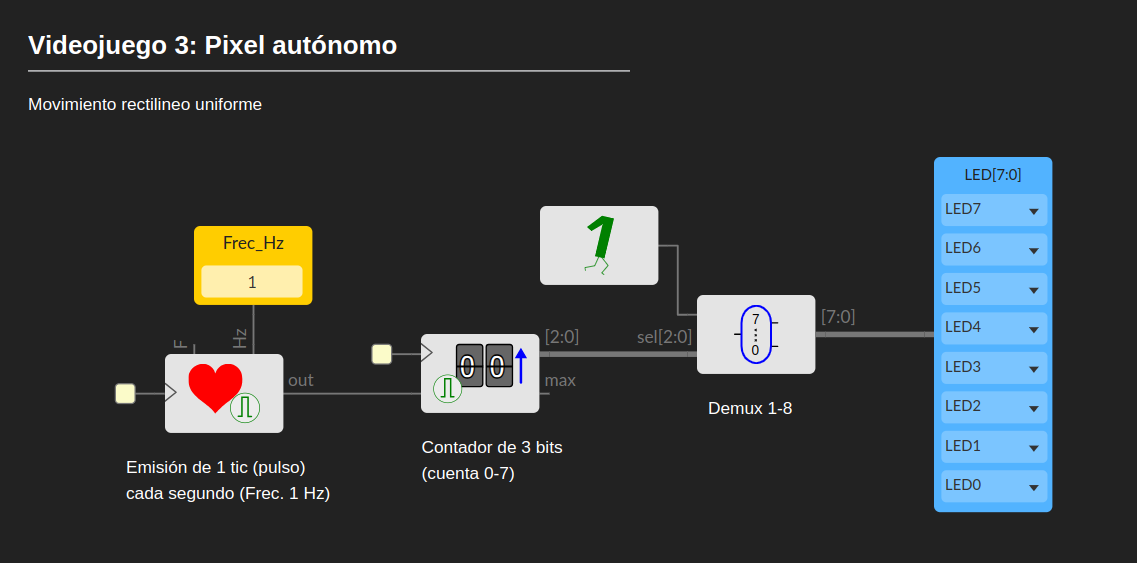 Videojuego 3: Pixel autónomo
Movimiento rectilineo uniforme
Frec_Hz
1
F
Hz
out
Emisión de 1 tic (pulso)
cada segundo (Frec. 1 Hz)
0 0
[2:0]
max
Contador de 3 bits
(cuenta 0-7)
1
sel[2:0]
7
0
[7:0]
Demux 1-8
LED[7:0]
LED7
LED6
LED5
LED4
LED3
LED2
LED1
LED0